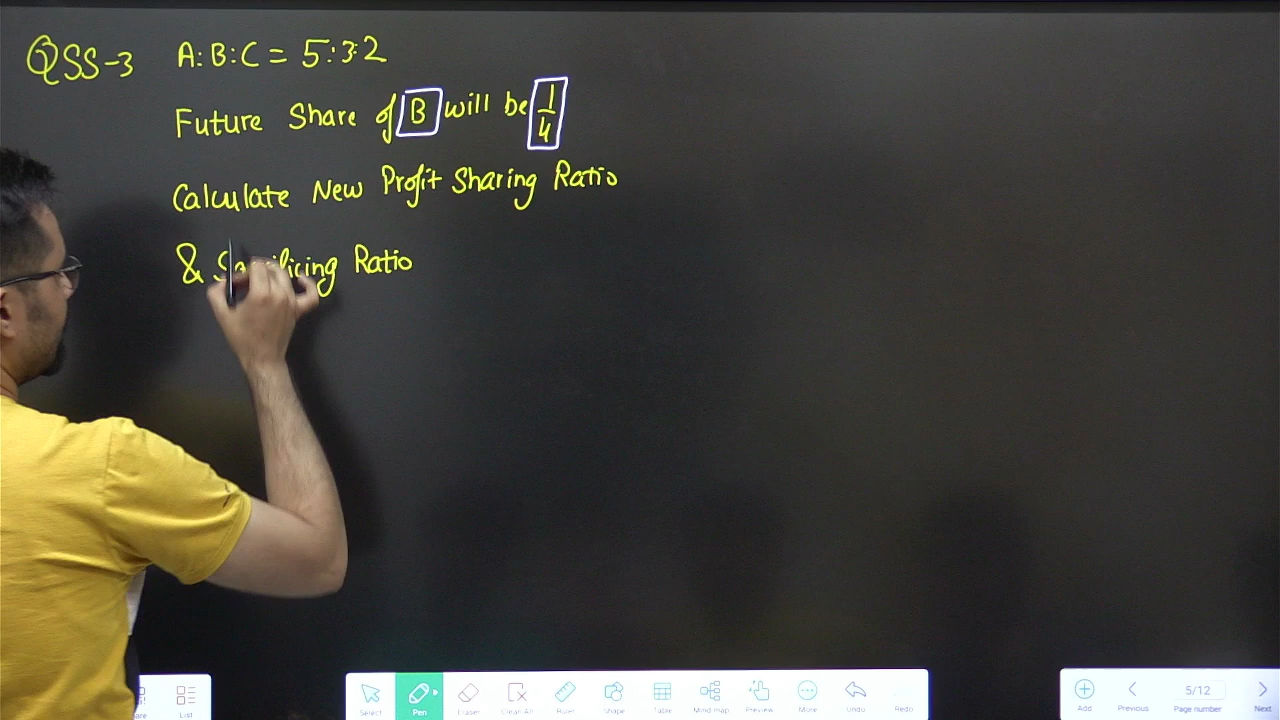 QSS-3 A:B:C = 5:3:2
Future Share of B will be 1/4
Calculate New Profit Sharing Ratio
& Sacrificing Ratio
List
Select
Pen
Eraser
Clean All
Ruler
Shape
Table
Mind map
Preview
More
Undo
Redo
Add
Previous
5/12
Page number
Next